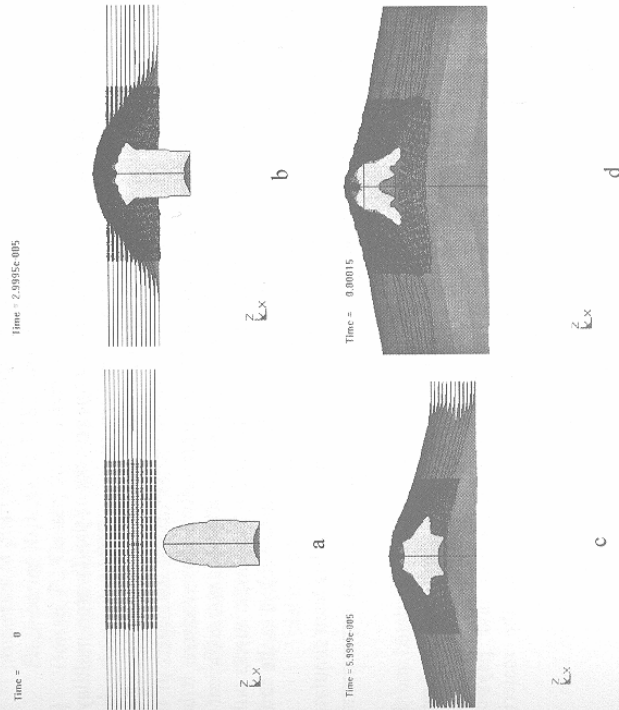 Time = 0
Z
X
a
Time = 2.9995e-005
Z
X
b
Time = 5.9999e-005
Z
X
c
Time = 0.00015
Z
X
d